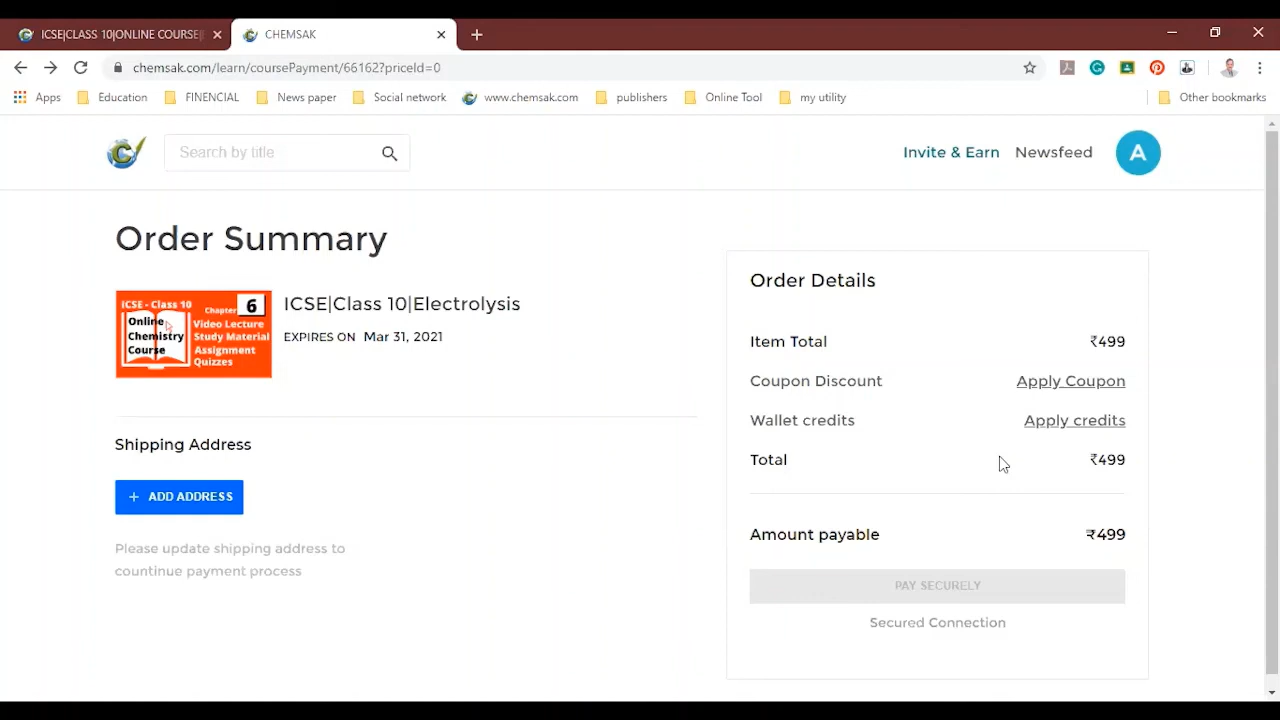 ICSE|CLASS 10|ONLINE COURSE|
CHEMSAK
chemsak.com/learn/coursePayment/66162?priceId=0
Apps Education FINENCIAL News paper Social network www.chemsak.com publishers Online Tool my utility Other bookmarks
Search by title
Invite & Earn Newsfeed A
Order Summary
ICSE - Class 10
Chapter 6
Online Chemistry Course
Video Lecture
Study Material
Assignment
Quizzes
ICSE|Class 10|Electrolysis
EXPIRES ON Mar 31, 2021
Shipping Address
+ ADD ADDRESS
Please update shipping address to
countinue payment process
Order Details
Item Total ₹499
Coupon Discount Apply Coupon
Wallet credits Apply credits
Total ₹499
Amount payable ₹499
PAY SECURELY
Secured Connection